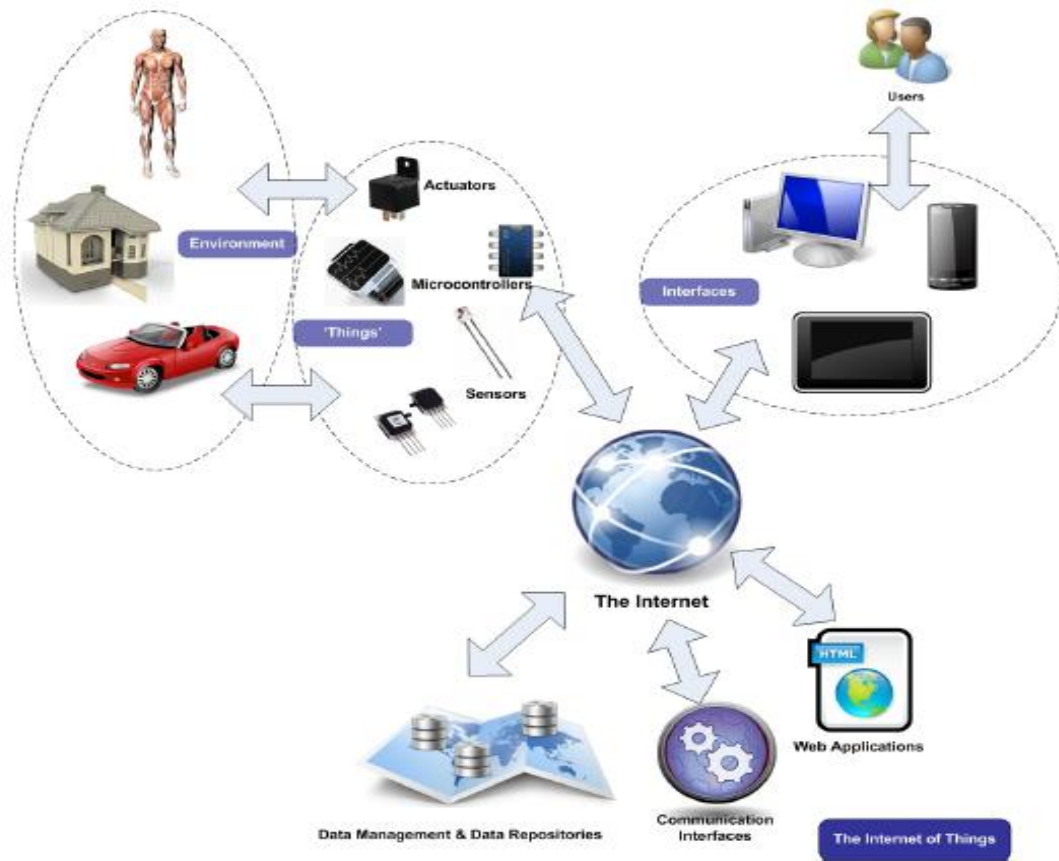 Users
Actuators
Environment
Microcontrollers
Interfaces
'Things'
Sensors
The Internet
HTML
Web Applications
Data Management & Data Repositories
Communication
Interfaces
The Internet of Things